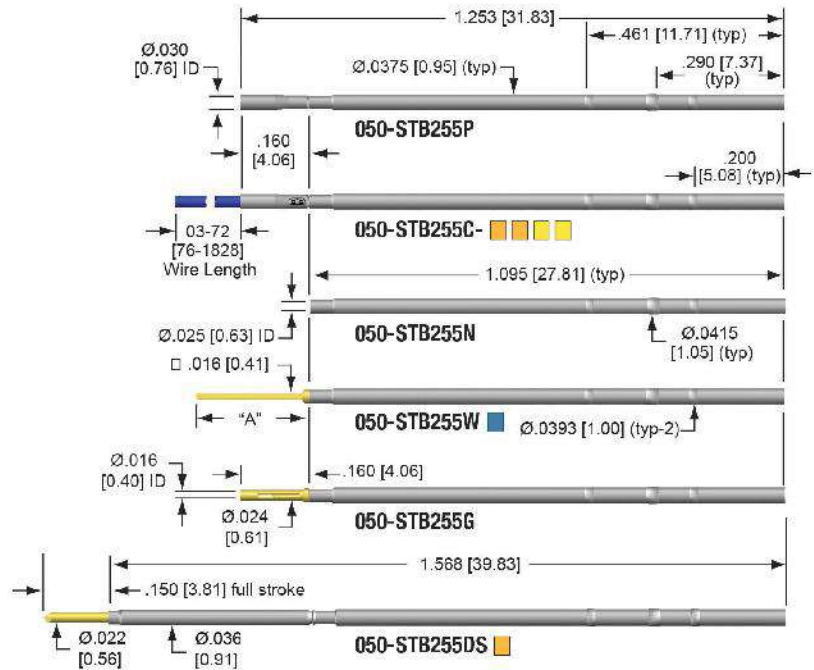 1.253 [31.83]
.461 [11.71] (typ)
Ø.030
[0.76] ID
Ø.0375 [0.95] (typ)
.290 [7.37]
(typ)
050-STB255P
.160
[4.06]
.200
[5.08] (typ)
03-72
[76-1828]
Wire Length
050-STB255C-
1.095 [27.81] (typ)
Ø.025 [0.63] ID
050-STB255N
Ø.0415
[1.05] (typ)
□ .016 [0.41]
"A"
050-STB255W
Ø.0393 [1.00] (typ-2)
Ø.016
[0.40] ID
.160 [4.06]
Ø.024
[0.61]
050-STB255G
1.568 [39.83]
.150 [3.81] full stroke
Ø.022
[0.56]
Ø.036
[0.91]
050-STB255DS